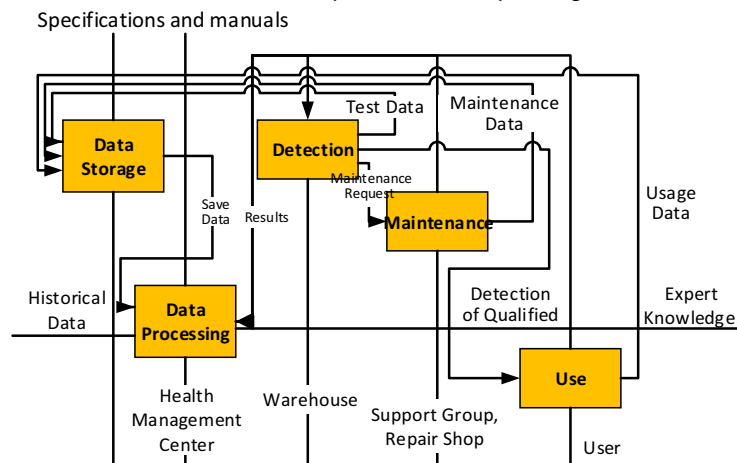 Specifications and manuals
Test Data
Maintenance
Data
Data
Storage
Detection
Maintenance
Request
Save
Data
Results
Maintenance
Usage
Data
Historical
Data
Data
Processing
Detection
of Qualified
Expert
Knowledge
Use
Health
Management
Center
Warehouse
Support Group,
Repair Shop
User